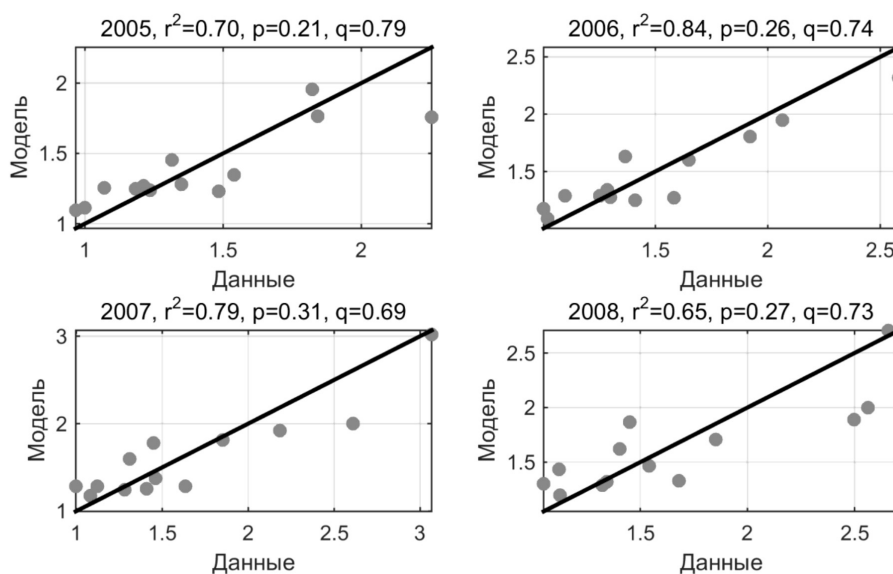 2005, r²=0.70, p=0.21, q=0.79
2
1.5
1
Модель
1 1.5 2
Данные
2006, r²=0.84, p=0.26, q=0.74
2.5
2
1.5
Модель
1.5 2 2.5
Данные
2007, r²=0.79, p=0.31, q=0.69
3
2
1
Модель
1 1.5 2 2.5 3
Данные
2008, r²=0.65, p=0.27, q=0.73
2.5
2
1.5
Модель
1.5 2 2.5
Данные